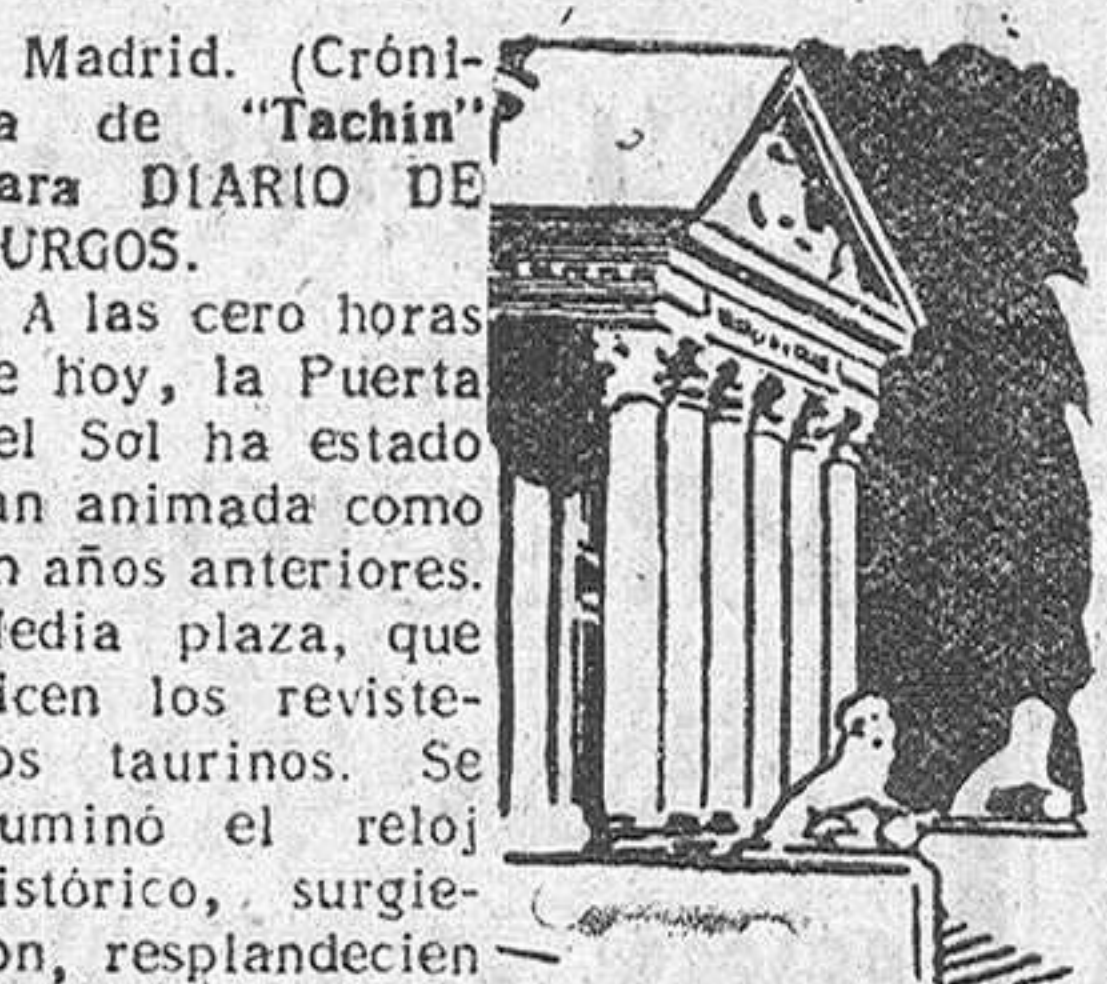 Madrid. (Cróni-
a de "Tachin"
ara DIARIO DE
URGOS.
A las cero horas
e hoy, la Puerta
el Sol ha estado
an animada como
n años anteriores.
edia plaza, que
icen los reviste-
os taurinos. Se
uminó el reloj
istórico, surgie-
on, resplandecien